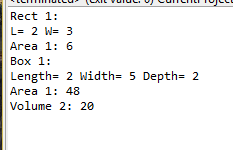 Rect 1:
L= 2 W= 3
Area 1: 6
Box 1:
Length= 2 Width= 5 Depth= 2
Area 1: 48
Volume 2: 20